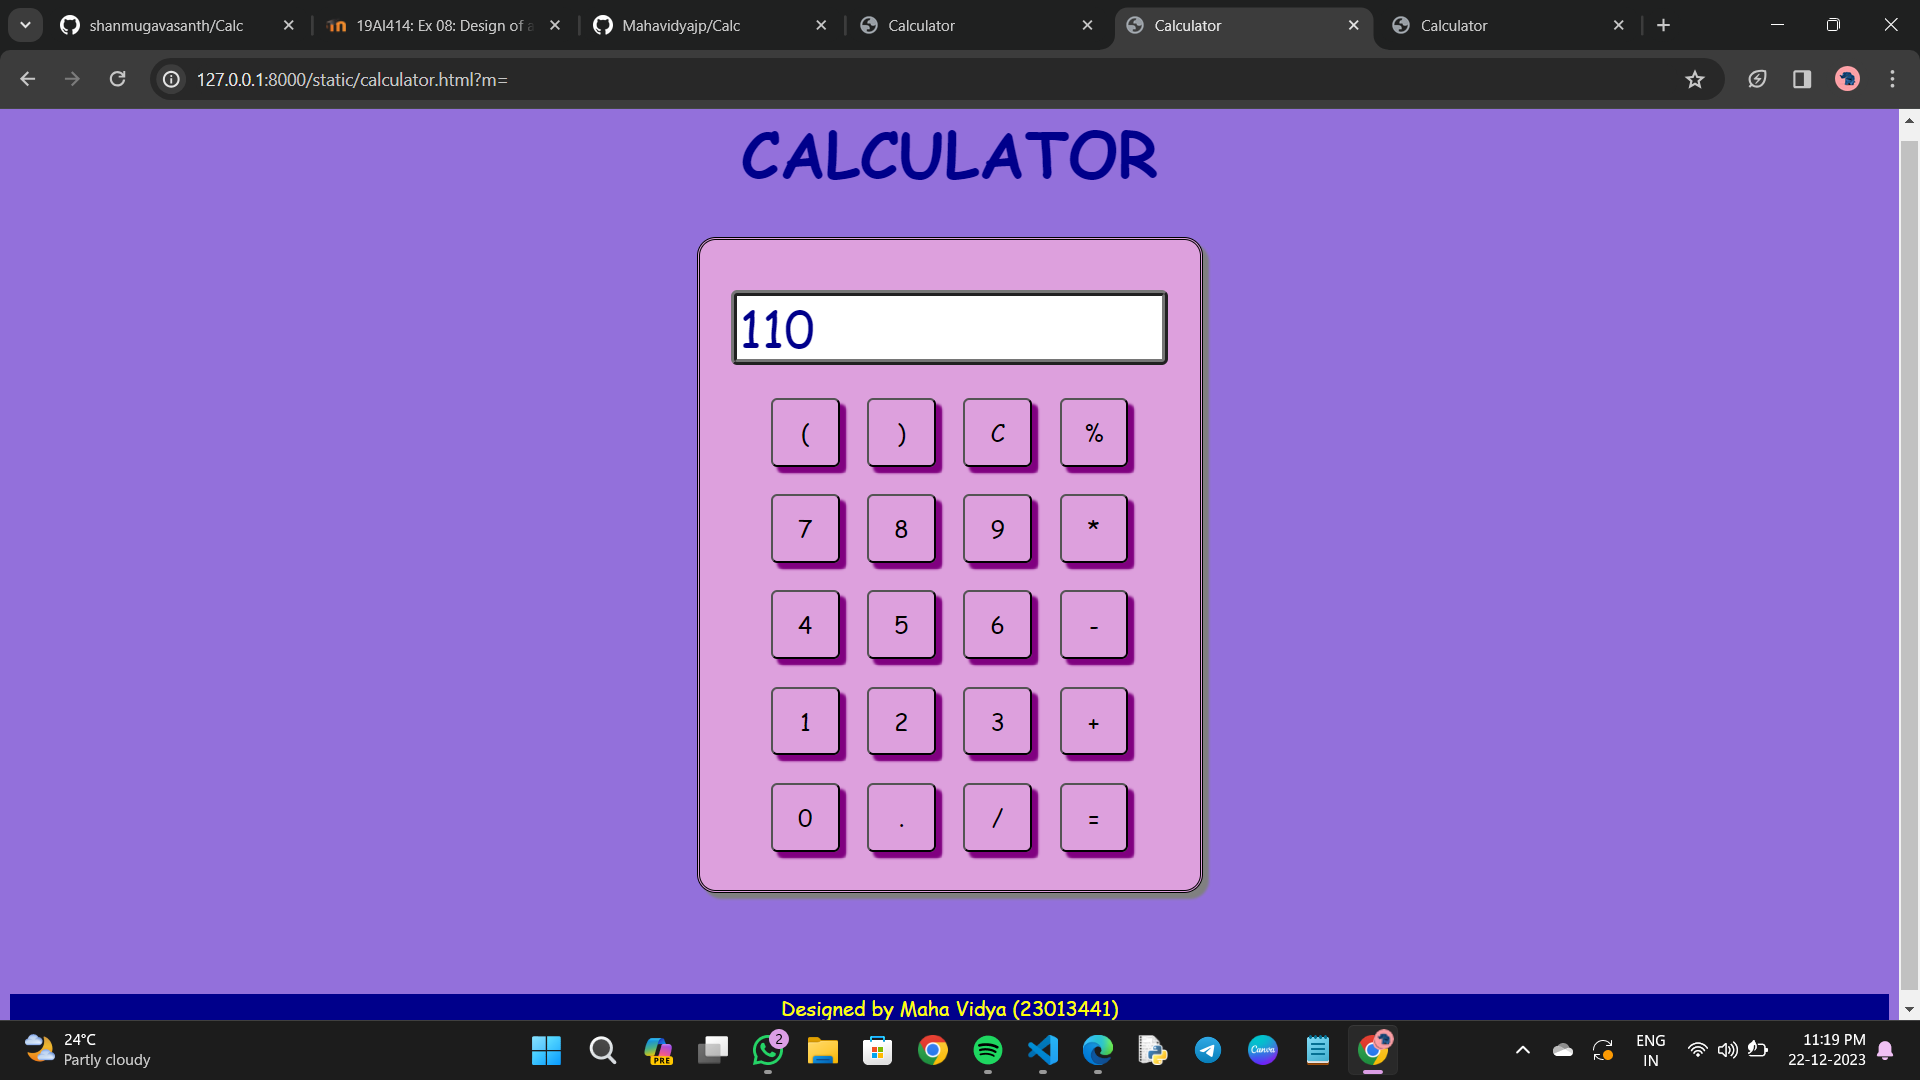 shanmugavasanth/Calc
19AI414: Ex 08: Design of a
Mahavidyajp/Calc
Calculator
Calculator
Calculator
127.0.0.1:8000/static/calculator.html?m=
CALCULATOR
110
( ) C %
7 8 9 *
4 5 6 -
1 2 3 +
0 . / =
Designed by Maha Vidya (23013441)
24°C
Partly cloudy
PRE
2
Canva
ENG
IN
11:19 PM
22-12-2023